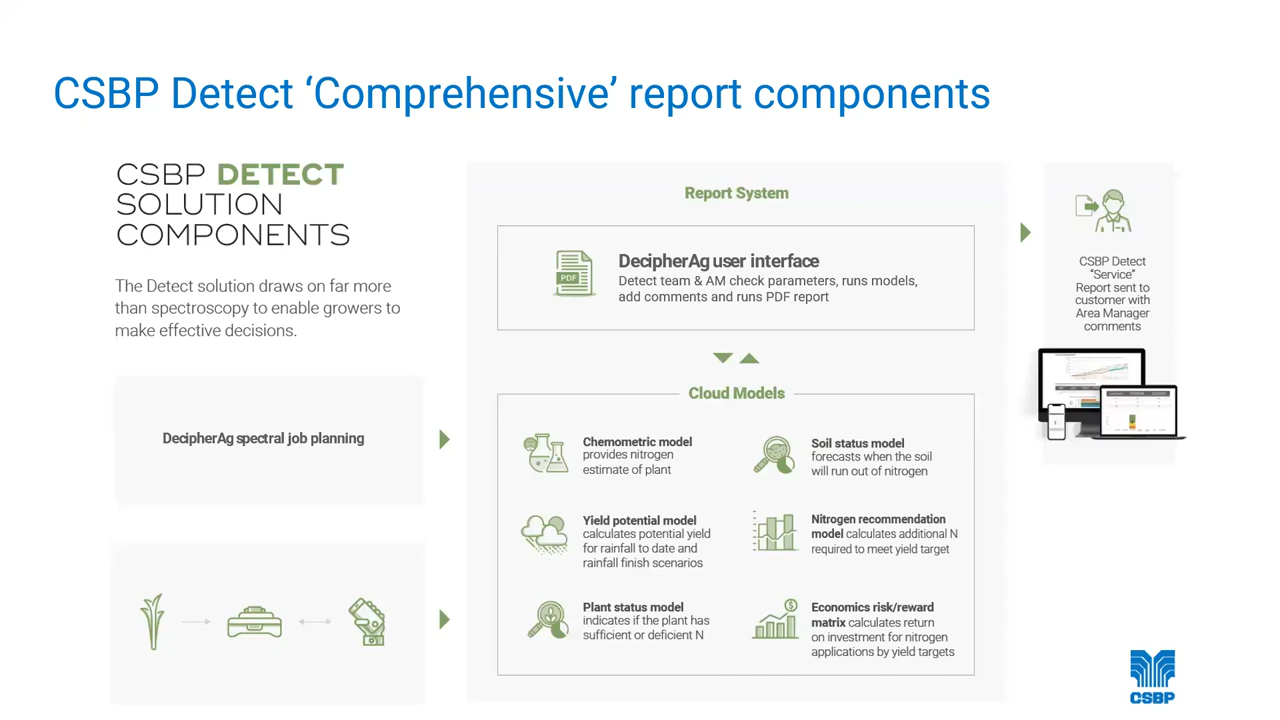 CSBP Detect ‘Comprehensive’ report components
CSBP DETECT
SOLUTION
COMPONENTS
The Detect solution draws on far more
than spectroscopy to enable growers to
make effective decisions.
DecipherAg spectral job planning
Report System
PDF
DecipherAg user interface
Detect team & AM check parameters, runs models,
add comments and runs PDF report
Cloud Models
Chemometric model
provides nitrogen
estimate of plant
Soil status model
forecasts when the soil
will run out of nitrogen
Yield potential model
calculates potential yield
for rainfall to date and
rainfall finish scenarios
Nitrogen recommendation
model calculates additional N
required to meet yield target
Plant status model
indicates if the plant has
sufficient or deficient N
$
Economics risk/reward
matrix calculates return
on investment for nitrogen
applications by yield targets
CSBP Detect
“Service”
Report sent to
customer with
Area Manager
comments
CSBP